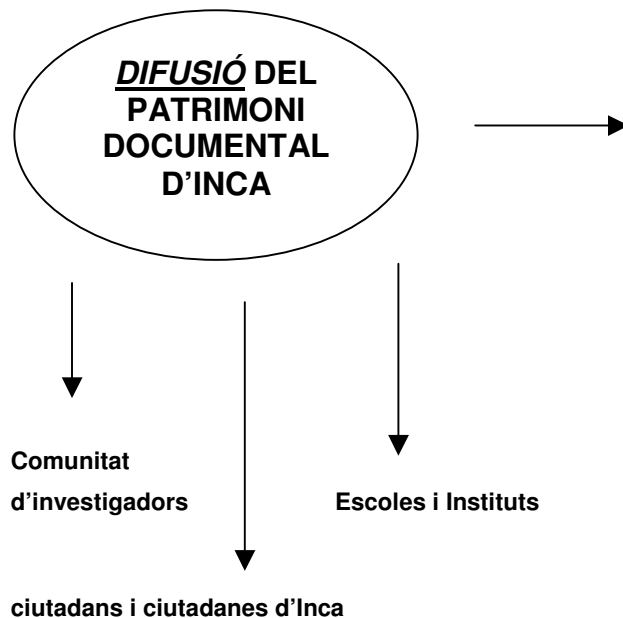 DIFUSIÓ DEL
PATRIMONI
DOCUMENTAL
D’INCA
Comunitat
d’investigadors
Escoles i Instituts
ciutadans i ciutadanes d’Inca